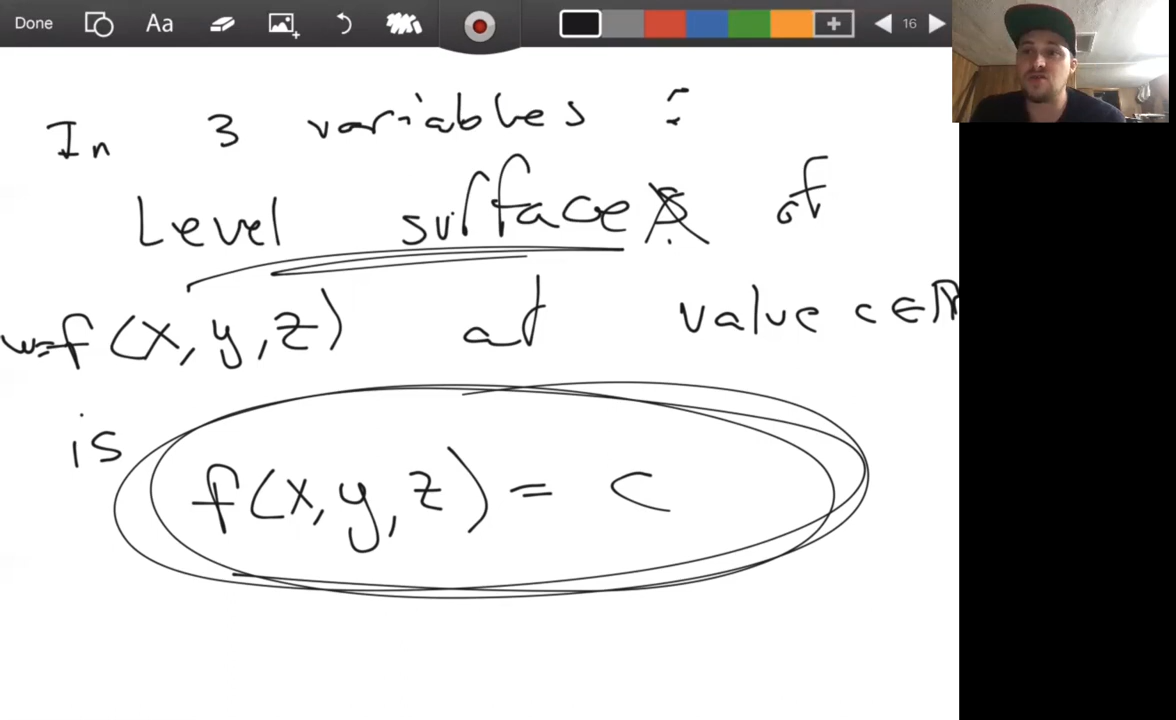 Done Aa 16
In 3 variables :
Level surface of
w=f(x,y,z) at value c∈ℝ
is
f(x,y,z) = c